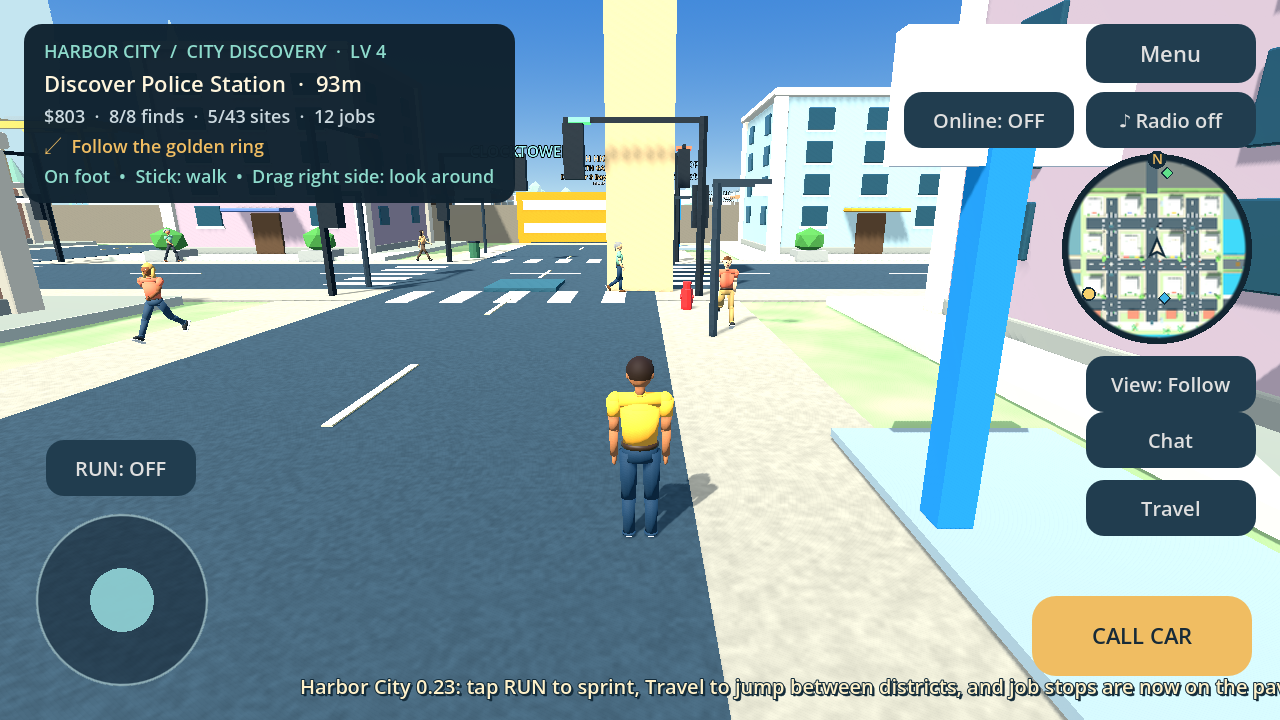 HARBOR CITY / CITY DISCOVERY · LV 4
Discover Police Station · 93m
$803 · 8/8 finds · 5/43 sites · 12 jobs
↙ Follow the golden ring
On foot • Stick: walk • Drag right side: look around
Menu
Online: OFF
♪ Radio off
N
View: Follow
Chat
Travel
RUN: OFF
CALL CAR
Harbor City 0.23: tap RUN to sprint, Travel to jump between districts, and job stops are now on the